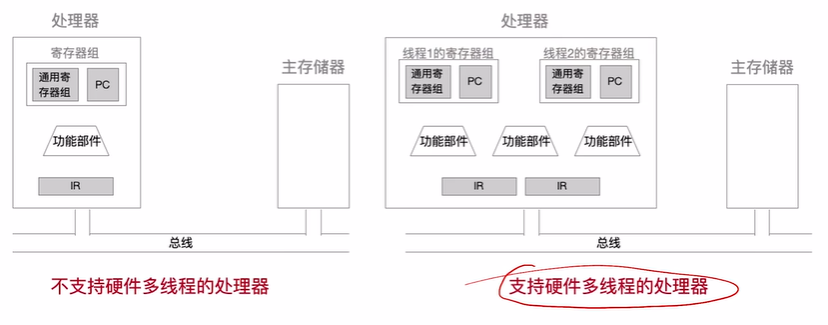 处理器
寄存器组
通用寄
存器组
PC
功能部件
IR
主存储器
总线
不支持硬件多线程的处理器
处理器
线程1的寄存器组
通用寄
存器组
PC
线程2的寄存器组
通用寄
存器组
PC
功能部件
功能部件
功能部件
IR
IR
主存储器
总线
支持硬件多线程的处理器